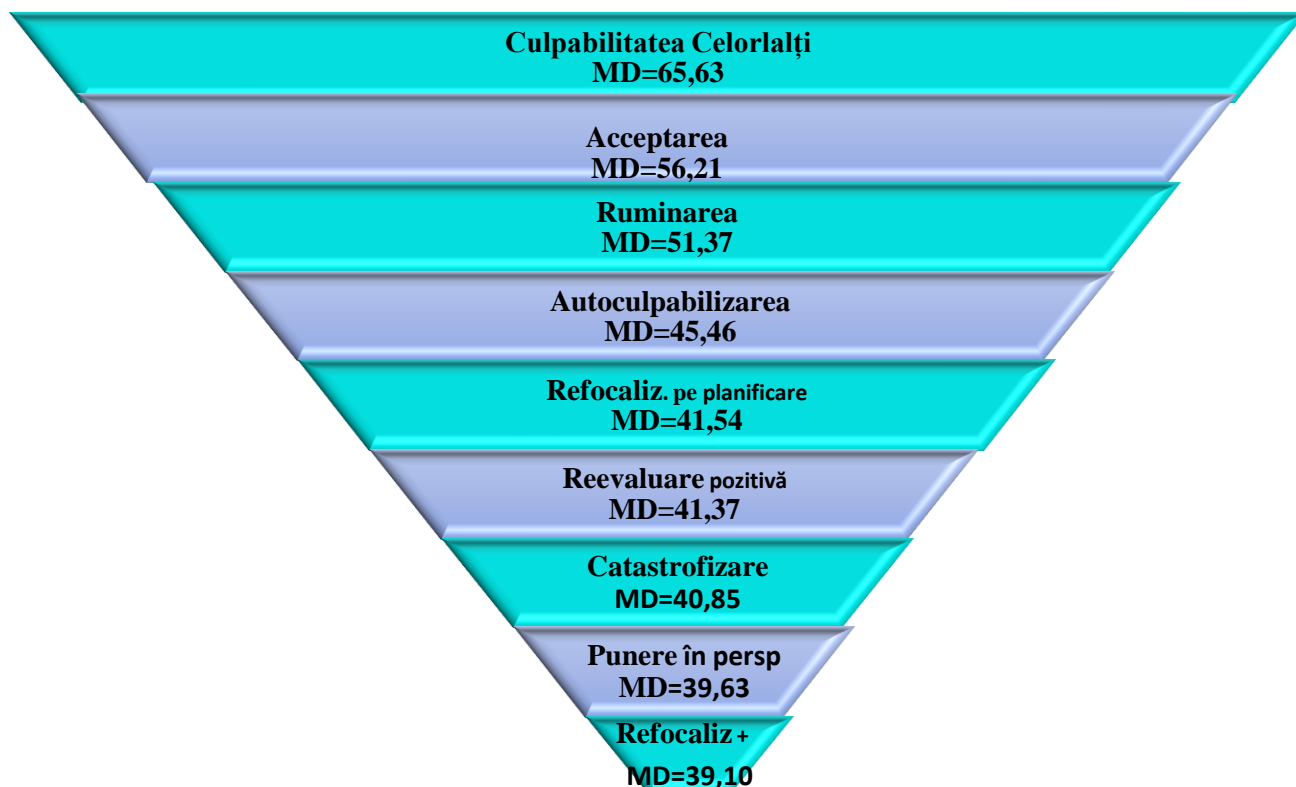 Culpabilitatea Celorlalți
MD=65,63
Acceptarea
MD=56,21
Ruminarea
MD=51,37
Autoculpabilizarea
MD=45,46
Refocaliz. pe planificare
MD=41,54
Reevaluare pozitivă
MD=41,37
Catastrofizare
MD=40,85
Punere în persp
MD=39,63
Refocaliz +
MD=39,10